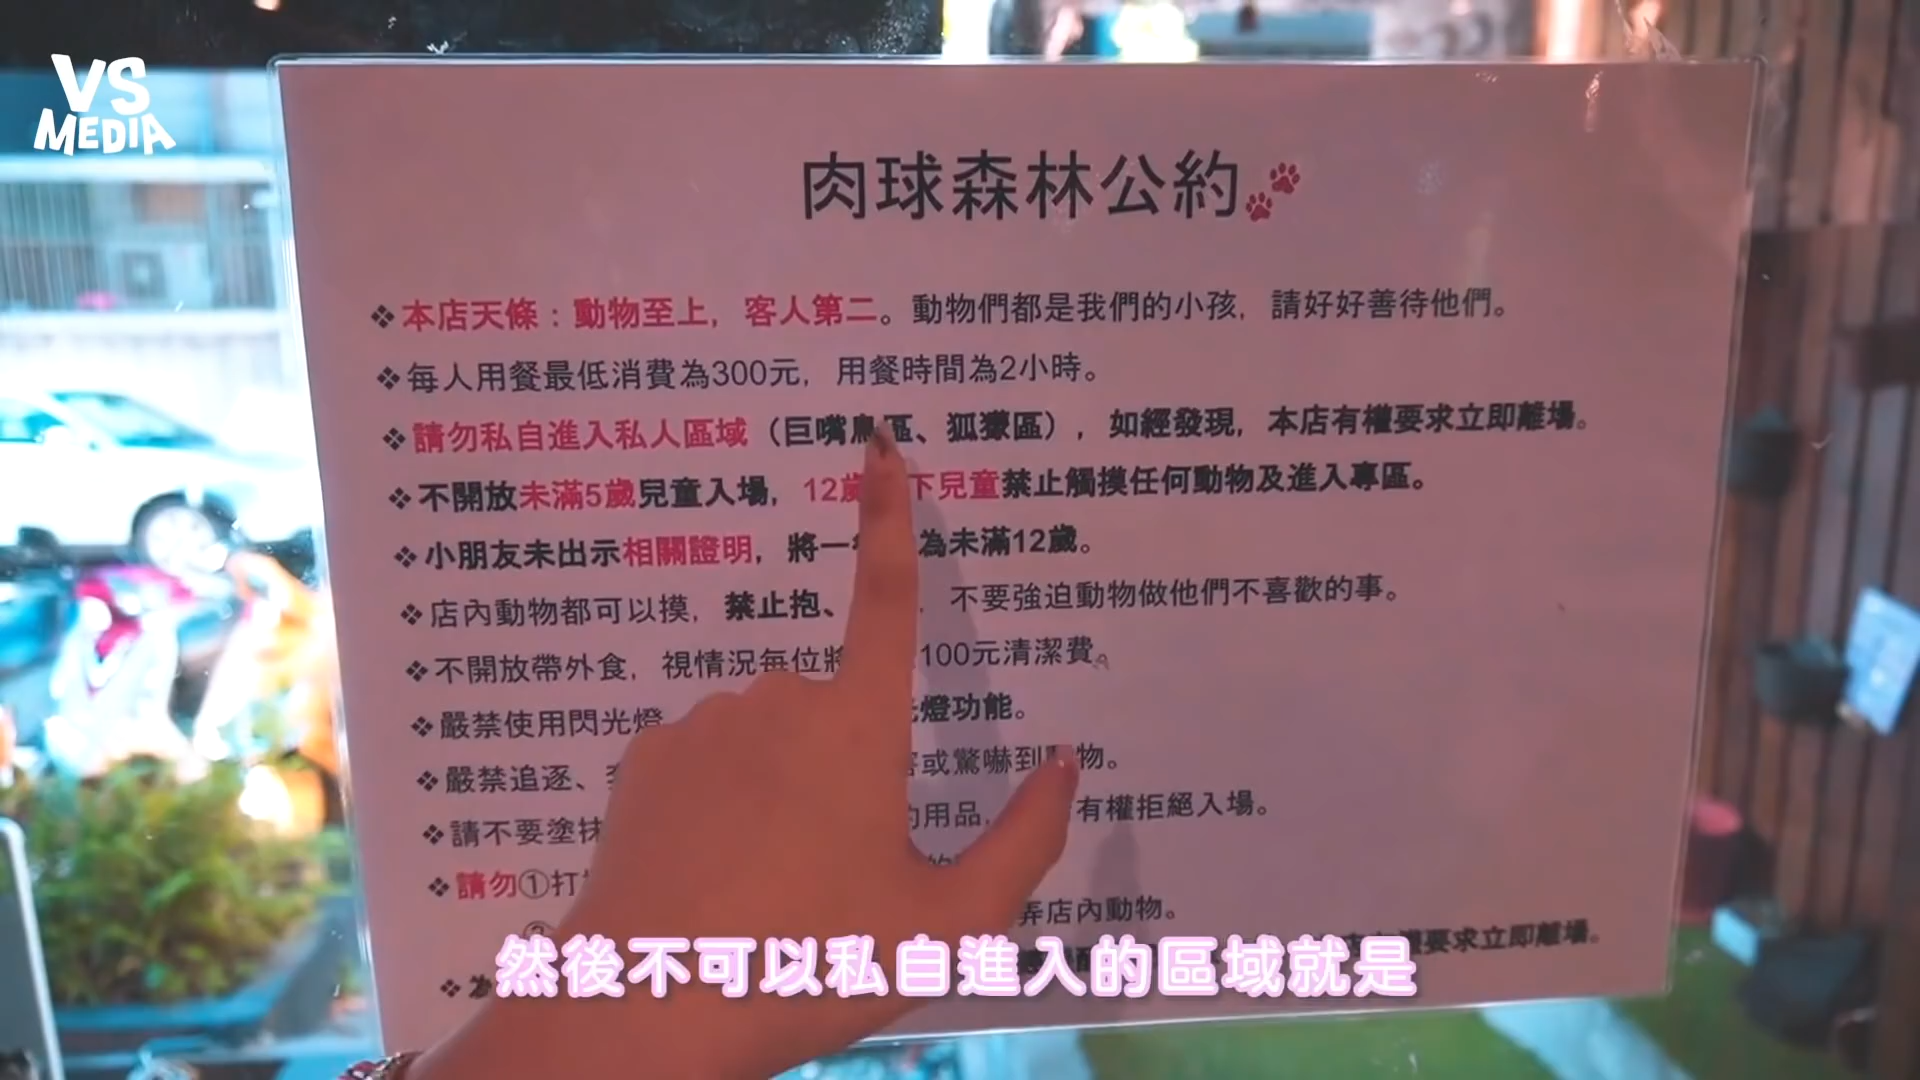 VS
MEDIA
肉球森林公約
❖本店天條：動物至上，客人第二。動物們都是我們的小孩，請好好善待他們。
❖每人用餐最低消費為300元，用餐時間為2小時。
❖請勿私自進入私人區域（巨嘴鳥區、狐獴區），如經發現，本店有權要求立即離場。
❖不開放未滿5歲兒童入場，12歲 下兒童禁止觸摸任何動物及進入專區。
❖小朋友未出示相關證明，將一 為未滿12歲。
❖店內動物都可以摸，禁止抱、 ，不要強迫動物做他們不喜歡的事。
❖不開放帶外食，視情況每位將 100元清潔費。
❖嚴禁使用閃光燈 燈功能。
❖嚴禁追逐、 或驚嚇到動物。
❖請不要塗抹 的用品， 有權拒絕入場。
❖請勿①打 的
弄店內動物。
❖為 權要求立即離場。
然後不可以私自進入的區域就是